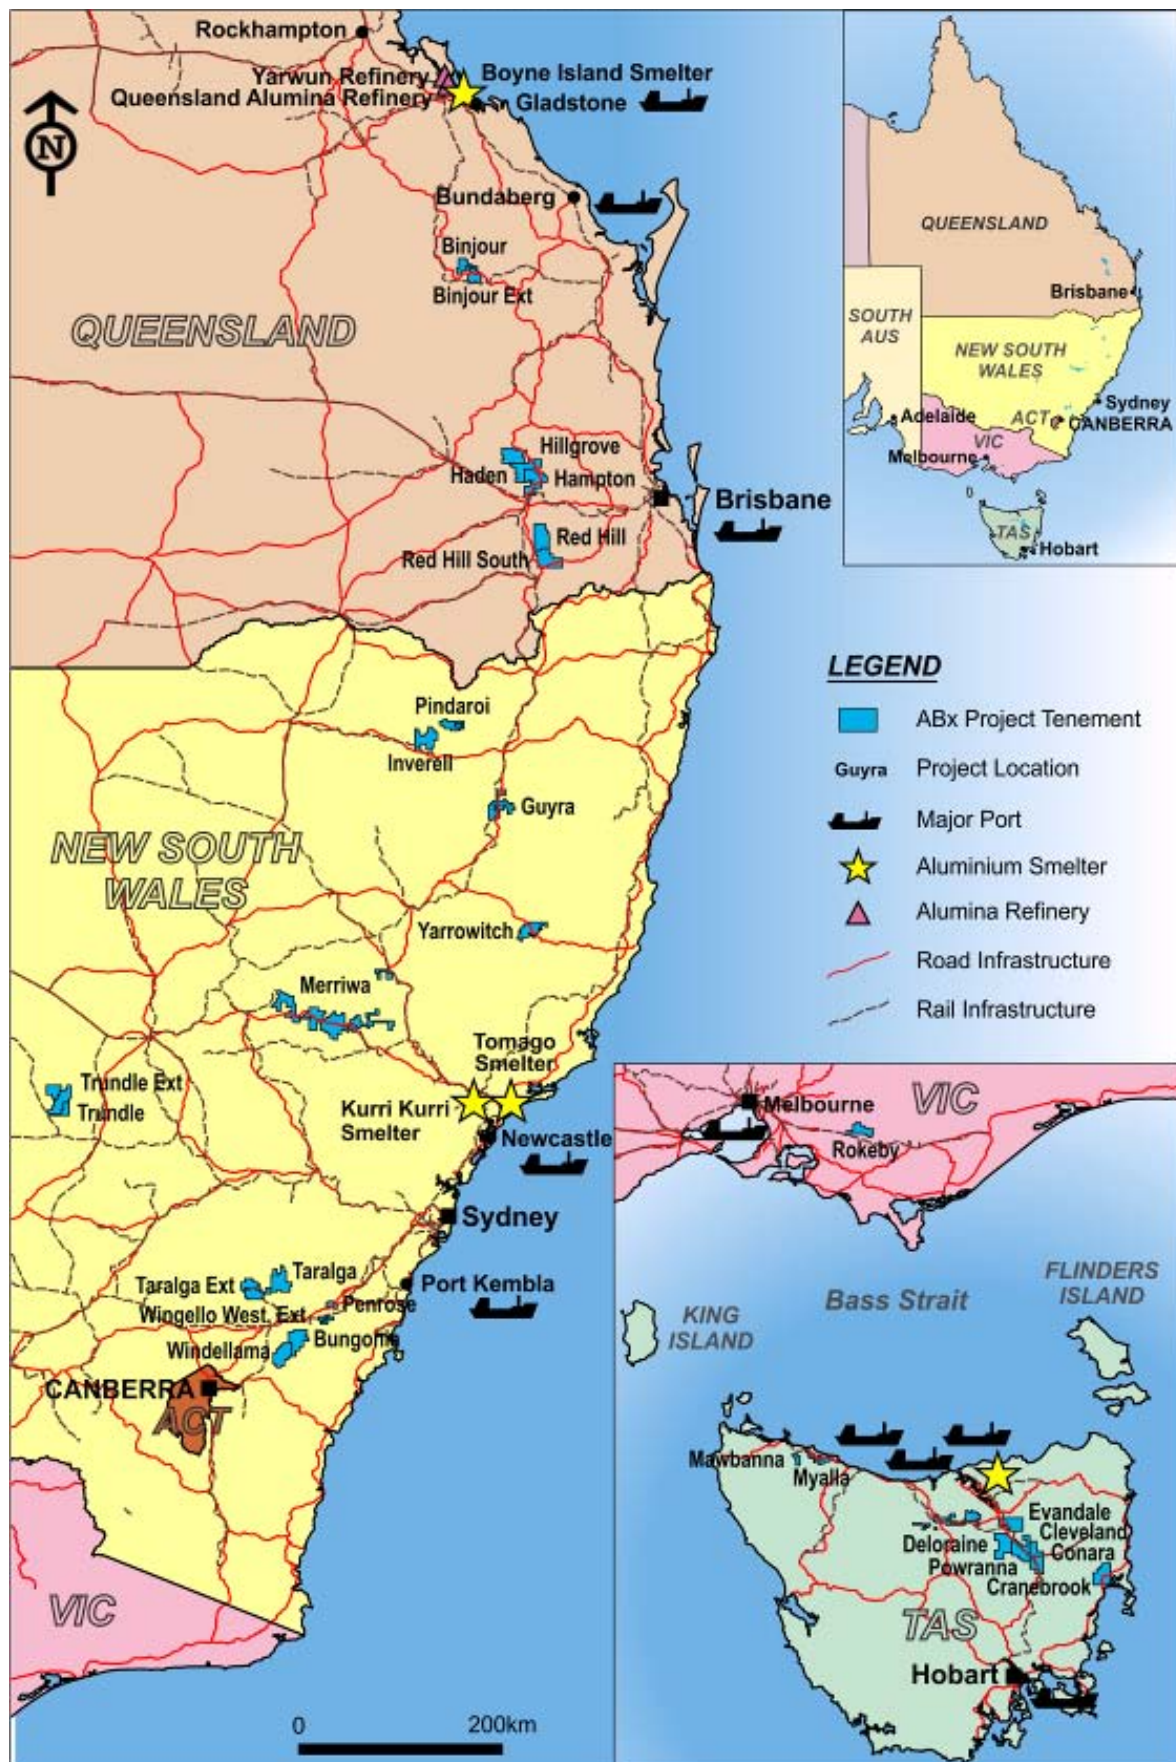 Rockhampton
Yarwun Refinery
Boyne Island Smelter
Queensland Alumina Refinery
Gladstone
N
Bundaberg
Binjour
Binjour Ext
QUEENSLAND
Hillgrove
Haden
Hampton
Brisbane
Red Hill
Red Hill South
Pindaroi
Inverell
Guyra
NEW SOUTH
WALES
Yarrowitch
Merriwa
Tomago
Smelter
Trundle Ext
Trundle
Kurri Kurri
Smelter
Newcastle
Sydney
Taralga Ext
Taralga
Port Kembla
Penrose
Wingello West, Ext
Bungonia
Windellama
CANBERRA
ACT
VIC
0
200km
QUEENSLAND
Brisbane
SOUTH
AUS
NEW SOUTH
WALES
Sydney
Adelaide
ACT
CANBERRA
VIC
Melbourne
TAS
Hobart
LEGEND
ABx Project Tenement
Guyra
Project Location
Major Port
Aluminium Smelter
Alumina Refinery
Road Infrastructure
Rail Infrastructure
Melbourne
VIC
Rokeby
Bass Strait
FLINDERS
ISLAND
KING
ISLAND
Mawbanna
Myalla
Evandale
Cleveland
Deloraine
Conara
Powranna
Cranebrook
TAS
Hobart